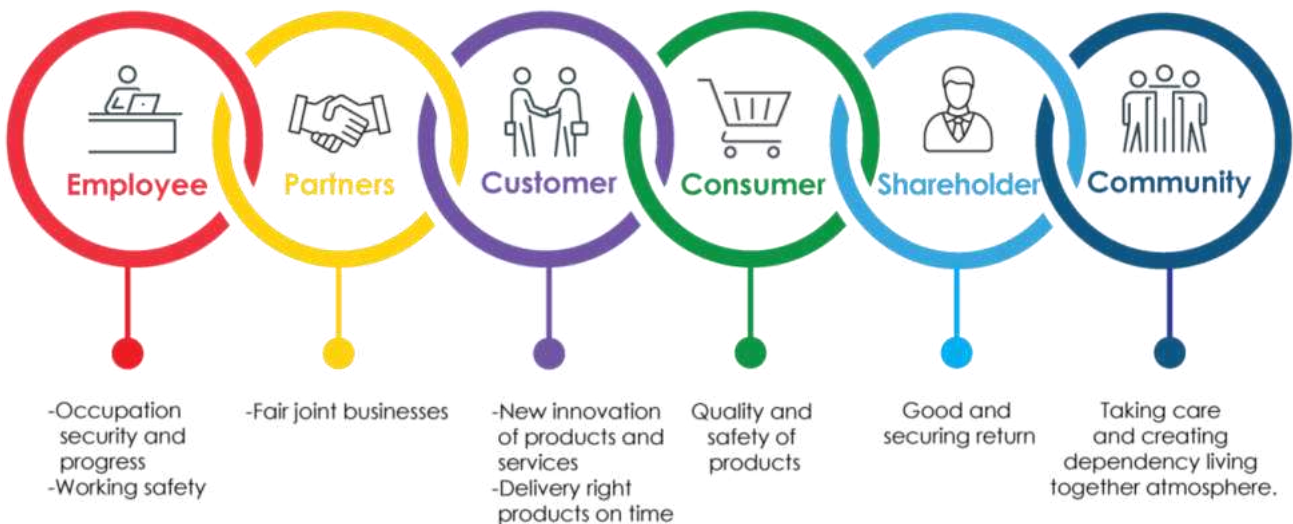 Employee
Partners
Customer
Consumer
Shareholder
Community
-Occupation
security and
progress
-Working safety
-Fair joint businesses
-New innovation
of products and
services
-Delivery right
products on time
Quality and
safety of
products
Good and
securing return
Taking care
and creating
dependency living
together atmosphere.